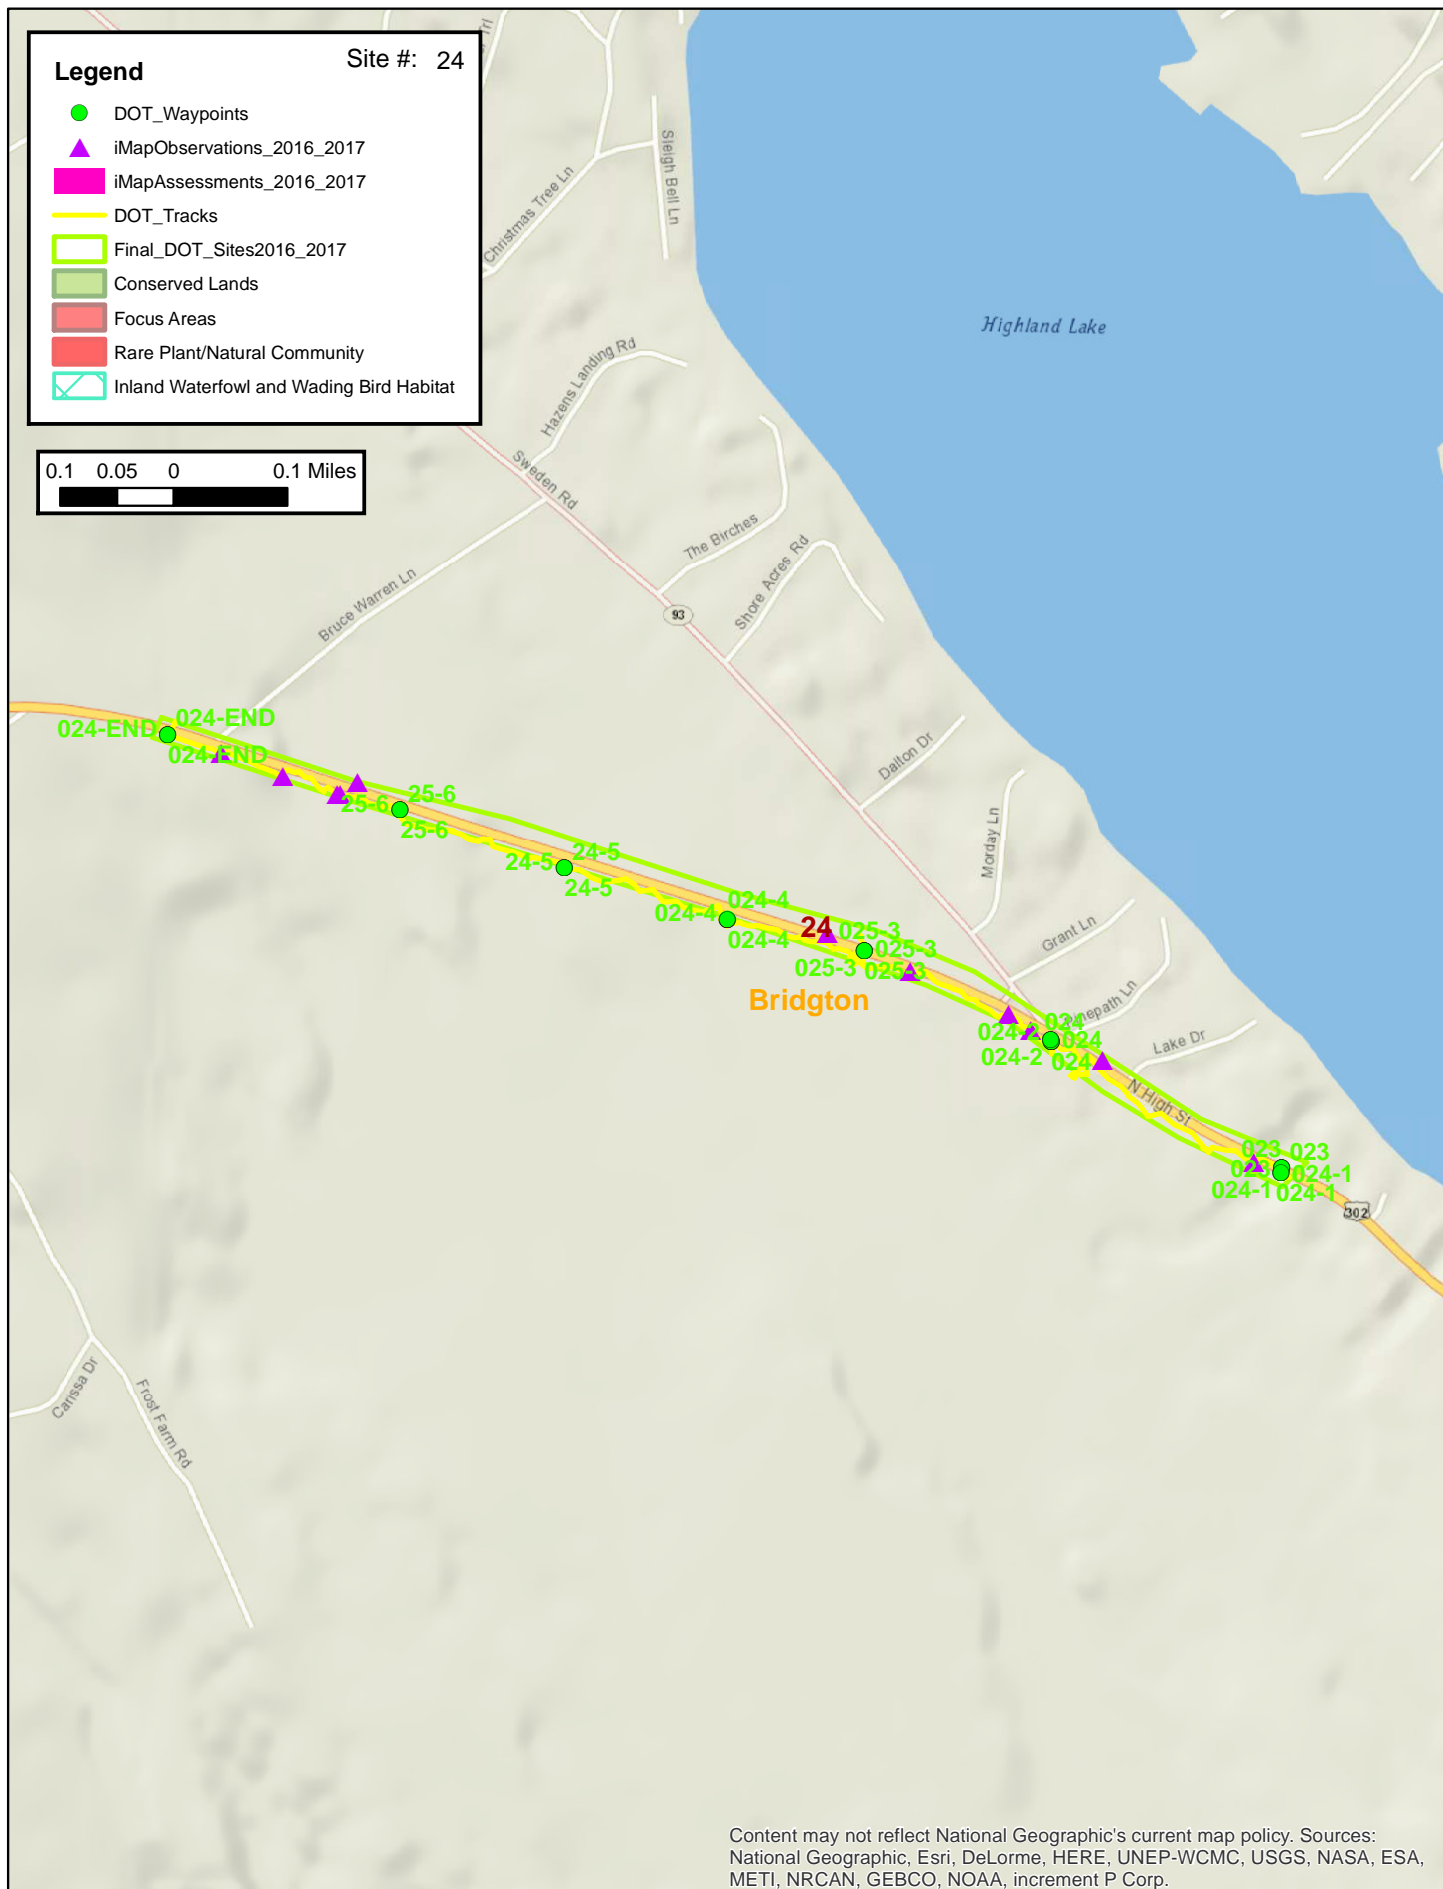 Legend
Site #: 24
DOT_Waypoints
iMapObservations_2016_2017
iMapAssessments_2016_2017
DOT_Tracks
Final_DOT_Sites2016_2017
Conserved Lands
Focus Areas
Rare Plant/Natural Community
Inland Waterfowl and Wading Bird Habitat
0.1 0.05 0 0.1 Miles
Christmas Tree Ln
Sleigh Bell Ln
Highland Lake
Hazens Landing Rd
Sweden Rd
The Birches
Shore Acres Rd
Bruce Warren Ln
93
Dalton Dr
Morday Ln
Grant Ln
Pinepath Ln
Lake Dr
N High St
302
024-END
024-END
024-END
25-6
25-6
25-6
24-5
24-5
24-5
024-4
024-4
024-4
24
025-3
025-3
025-3
025-3
Bridgton
024
024-2
024
024-2
024
023
023
023
024-1
024-1
024-1
Carissa Dr
Frost Farm Rd
Content may not reflect National Geographic's current map policy. Sources:
National Geographic, Esri, DeLorme, HERE, UNEP-WCMC, USGS, NASA, ESA,
METI, NRCAN, GEBCO, NOAA, increment P Corp.